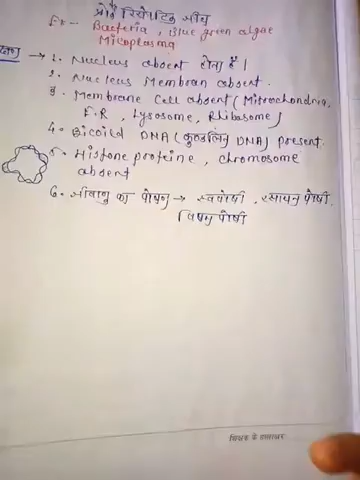 प्रोकैरियोटिक जीव
Ex:- Bacteria, Blue green algae
Micoplasma
लक्षण → 1. Nucleus absent होता है।
2. Nucleus Membran absent.
3. Membrane Cell absent (Mitrochondria,
E.R, Lysosome, Rhibosome)
4. Bicoild DNA (कुण्डलित DNA) present.
5. Histone proteine, chromosome
absent
6. जीवाणु का पोषण → स्वपोषी, रसायन पोषी
विषम पोषी
शिक्षक के हस्ताक्षर